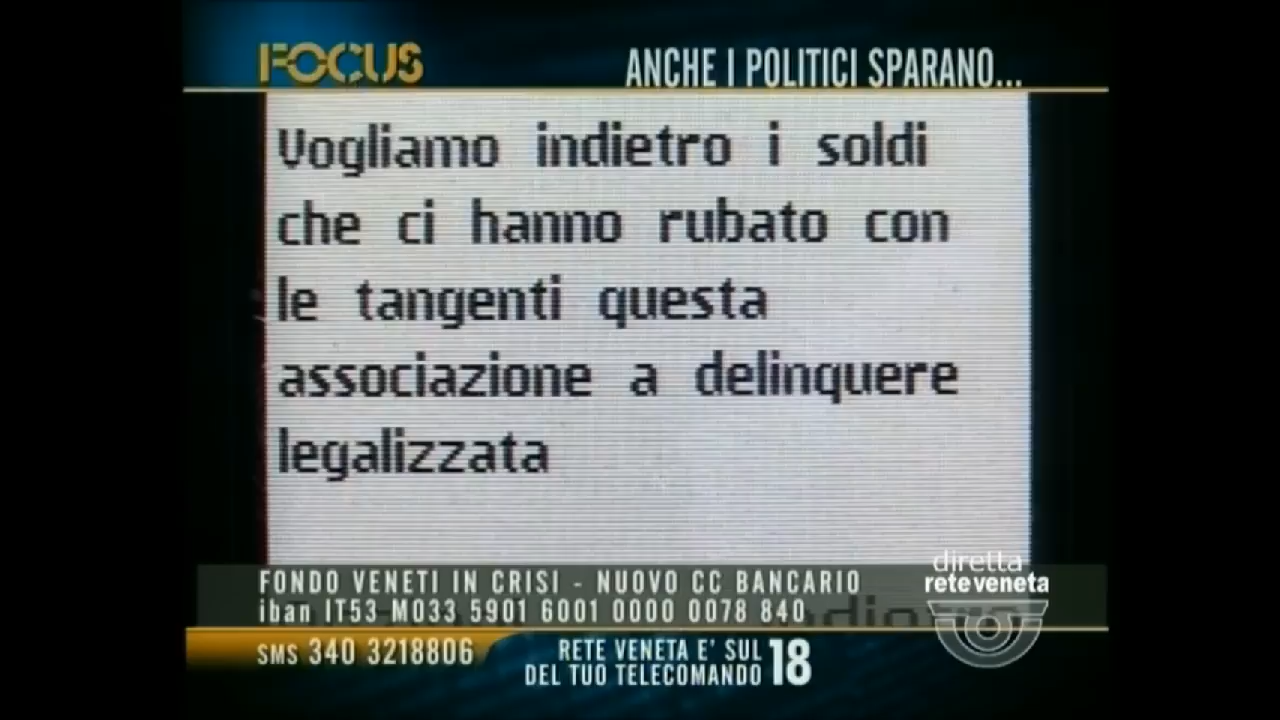 FOCUS
ANCHE I POLITICI SPARANO...
Vogliamo indietro i soldi
che ci hanno rubato con
le tangenti questa
associazione a delinquere
legalizzata
FONDO VENETI IN CRISI - NUOVO CC BANCARIO
iban IT53 M033 5901 6001 0000 0078 840
diretta
reteveneta
indietro
SMS 340 3218806
RETE VENETA E' SUL 18
DEL TUO TELECOMANDO